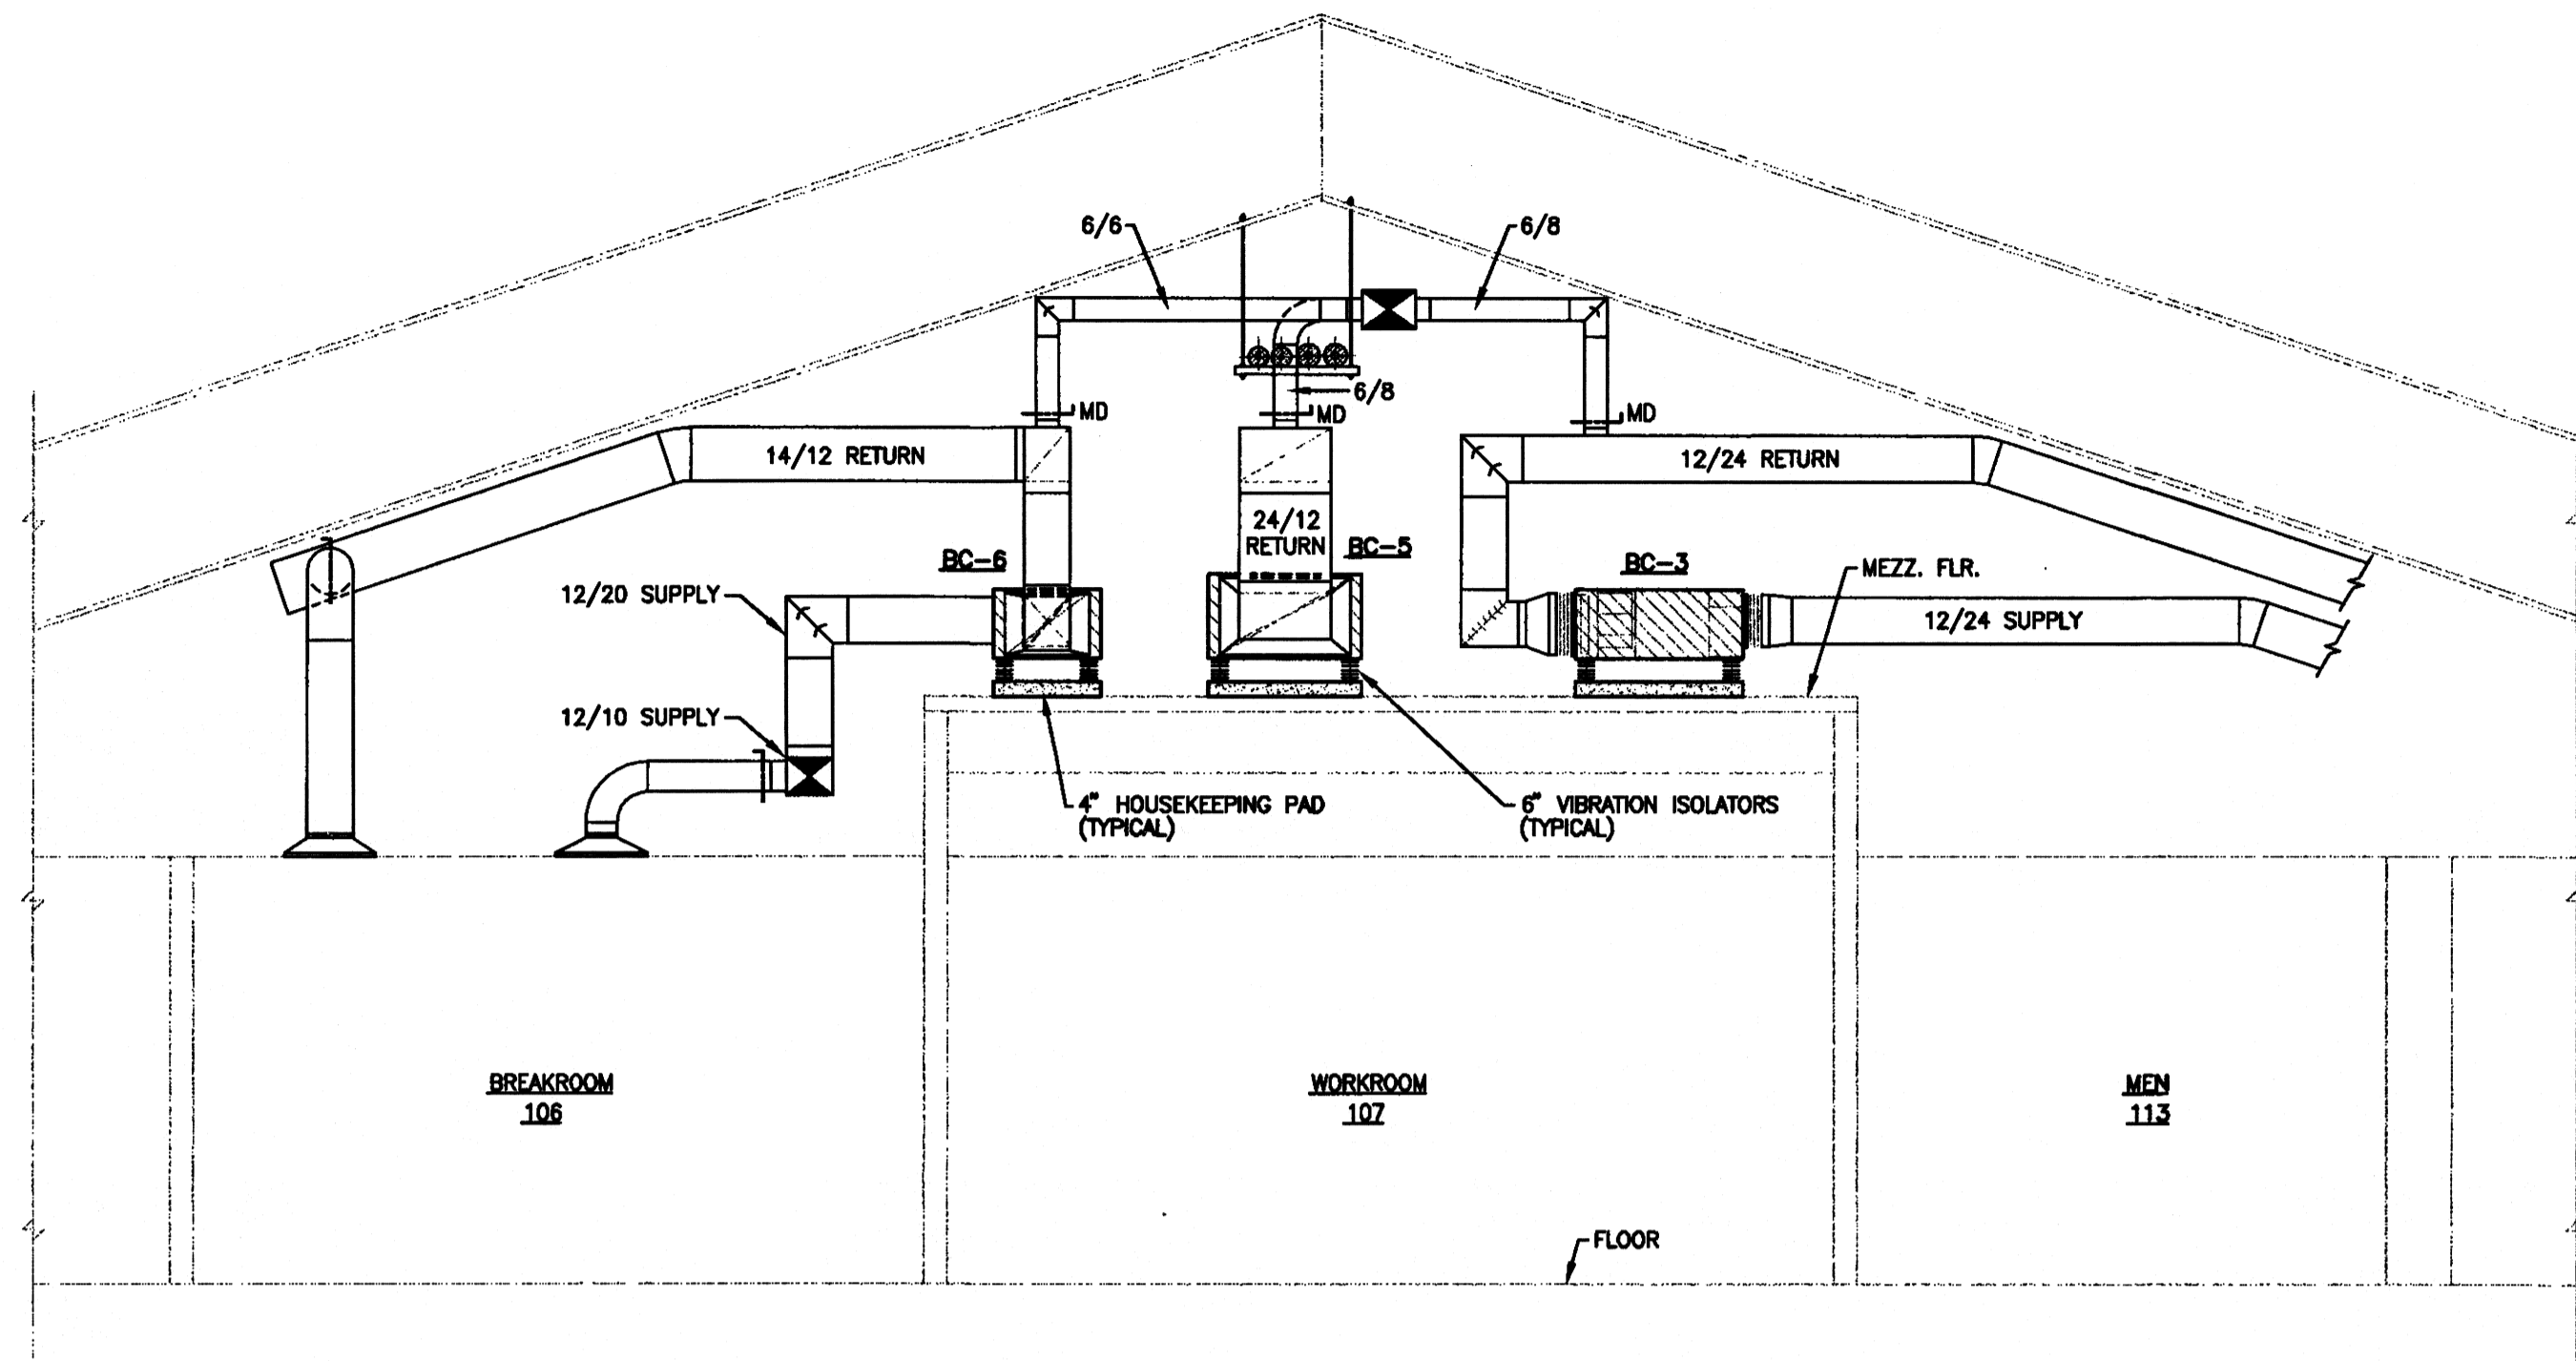 6/6
6/8
6/8
MD
MD
MD
14/12 RETURN
12/24 RETURN
24/12
RETURN
BC-6
BC-5
BC-3
MEZZ. FLR.
12/20 SUPPLY
12/24 SUPPLY
12/10 SUPPLY
4" HOUSEKEEPING PAD
(TYPICAL)
6" VIBRATION ISOLATORS
(TYPICAL)
BREAKROOM
106
WORKROOM
107
MEN
113
FLOOR